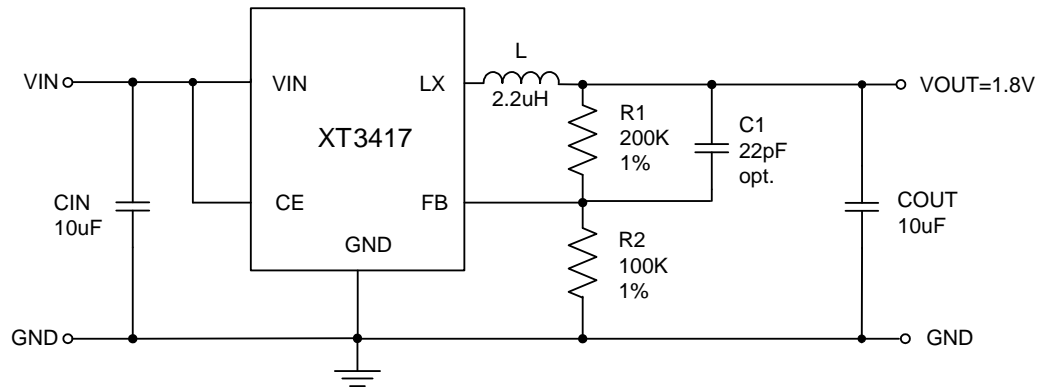 L
VIN
VIN
LX
2.2uH
VOUT=1.8V
XT3417
R1
200K
1%
C1
22pF
opt.
CIN
10uF
CE
FB
COUT
10uF
GND
R2
100K
1%
GND
GND